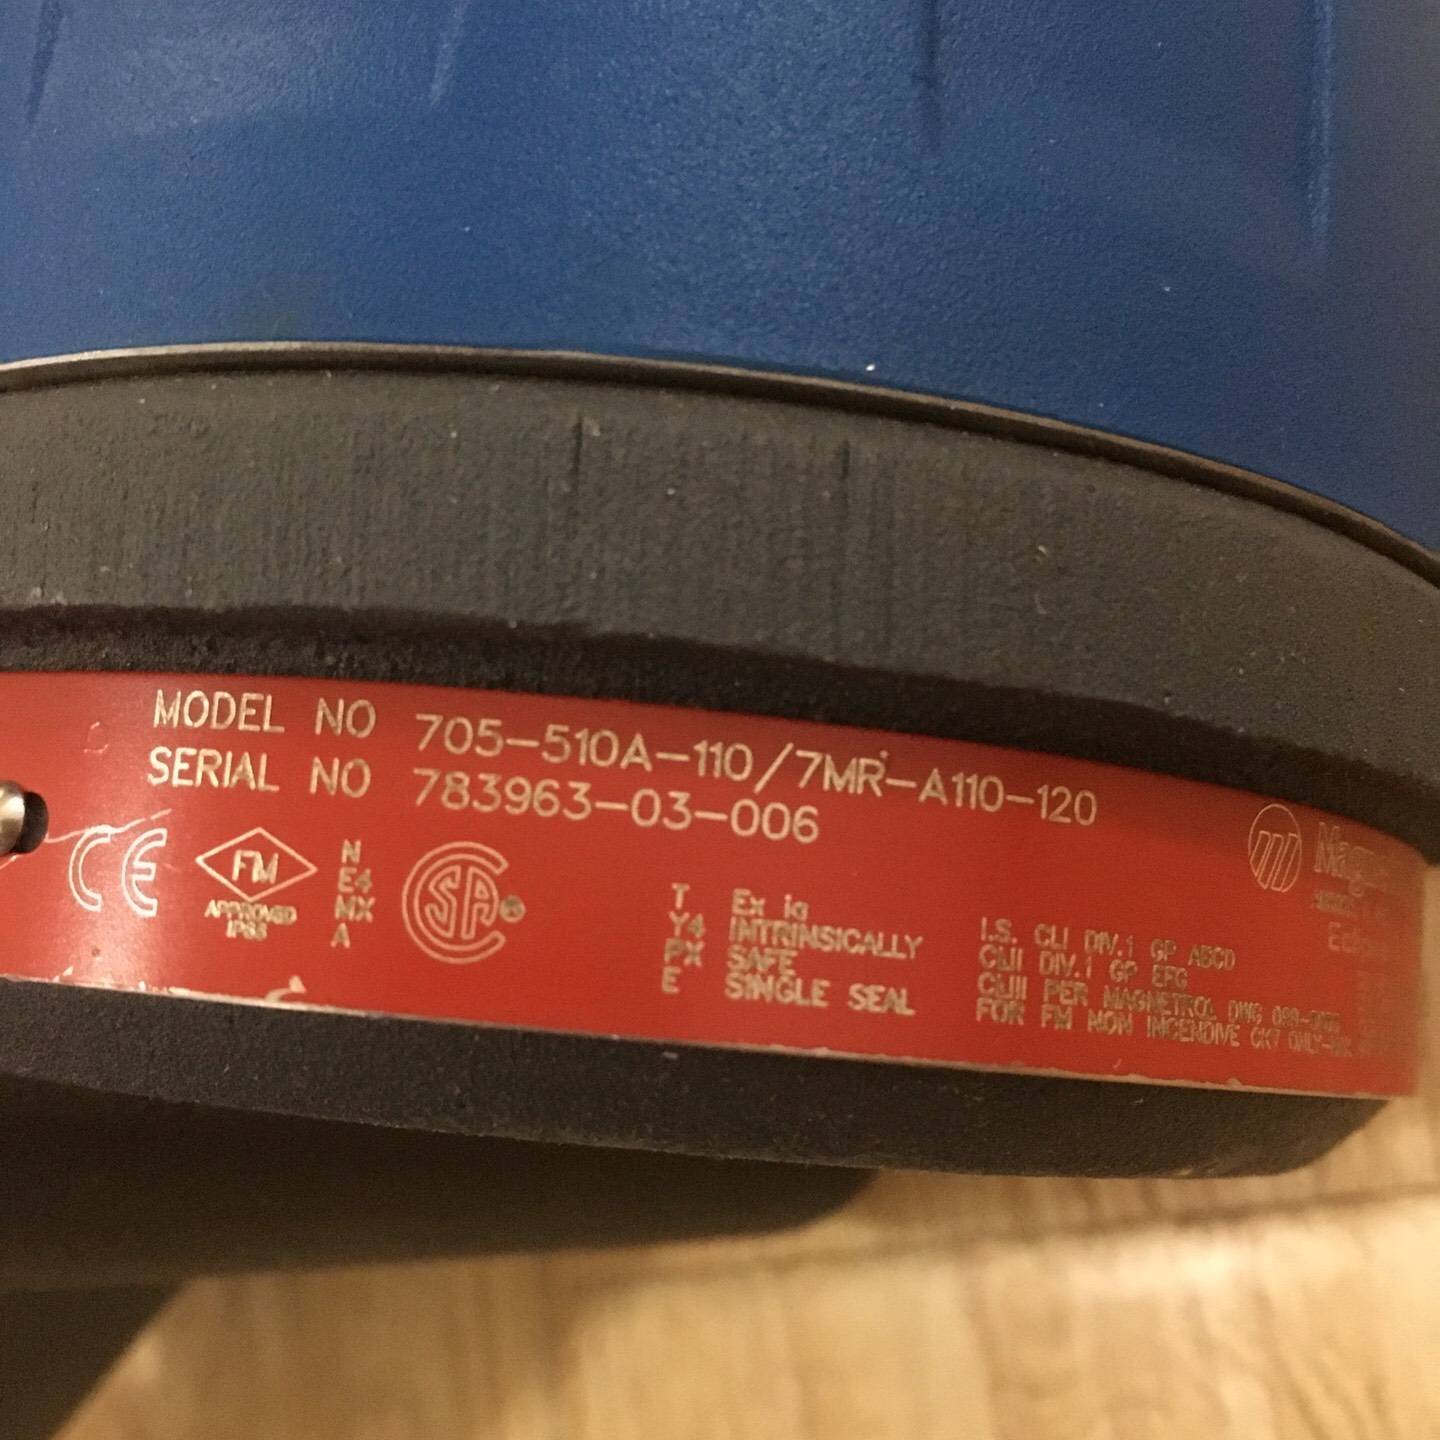 MODEL NO 705-510A-110/7MR-A110-120
SERIAL NO 783963-03-006
CE
FM
APPROVED
N
E4
MX
A
CSA®
T
Y4
PX
E
Ex ia
INTRINSICALLY
SAFE
SINGLE SEAL
I.S. CLI DIV.1 GP ABCD
CLII DIV.1 GP EFG
CLIII PER MAGNETROL DWG
FOR FM NON INCENDIVE